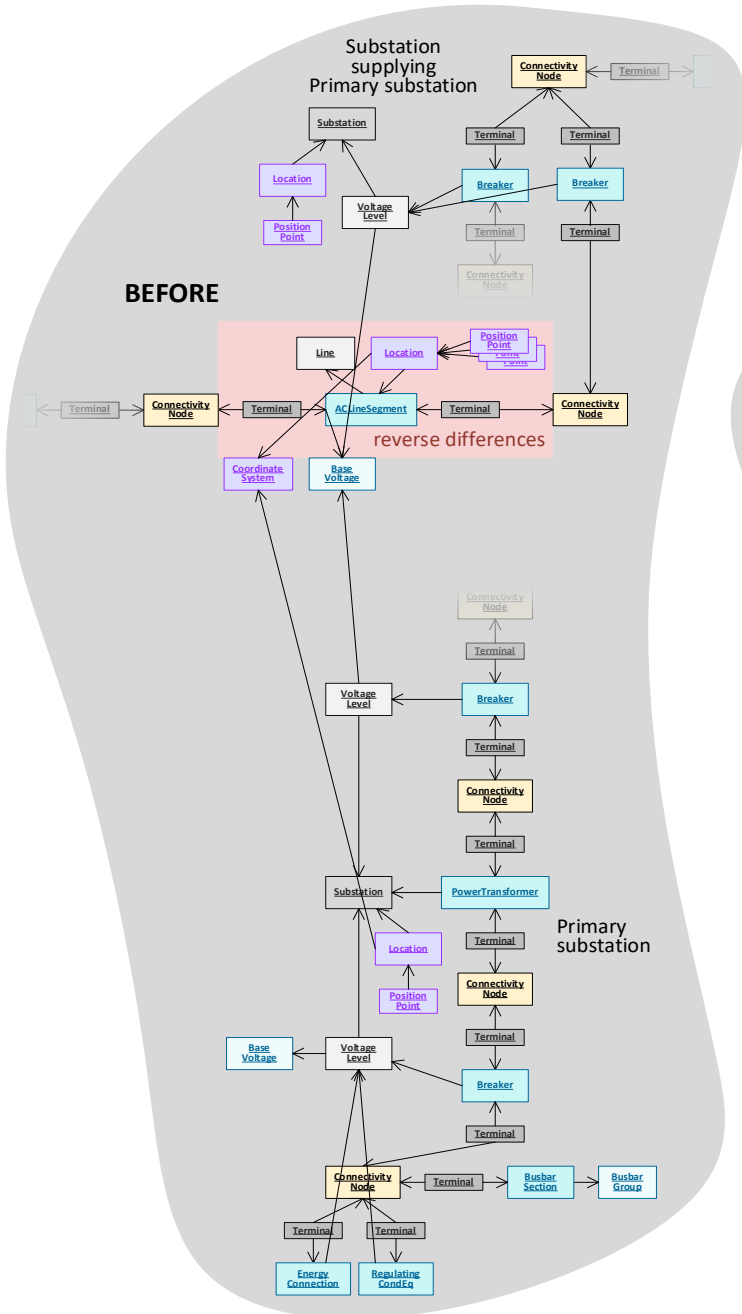 Substation
supplying
Primary substation
Connectivity
Node
Terminal
Substation
Terminal
Terminal
Location
Breaker
Breaker
Voltage
Level
Position
Point
Terminal
Terminal
Connectivity
Node
BEFORE
Line
Location
Position
Point
Point
Terminal
Connectivity
Node
Terminal
ACLineSegment
Terminal
Connectivity
Node
reverse differences
Coordinate
System
Base
Voltage
Connectivity
Node
Terminal
Voltage
Level
Breaker
Terminal
Connectivity
Node
Terminal
Substation
PowerTransformer
Primary
substation
Terminal
Location
Connectivity
Node
Position
Point
Terminal
Base
Voltage
Voltage
Level
Breaker
Terminal
Connectivity
Node
Terminal
Busbar
Section
Busbar
Group
Terminal
Terminal
Energy
Connection
Regulating
CondEq